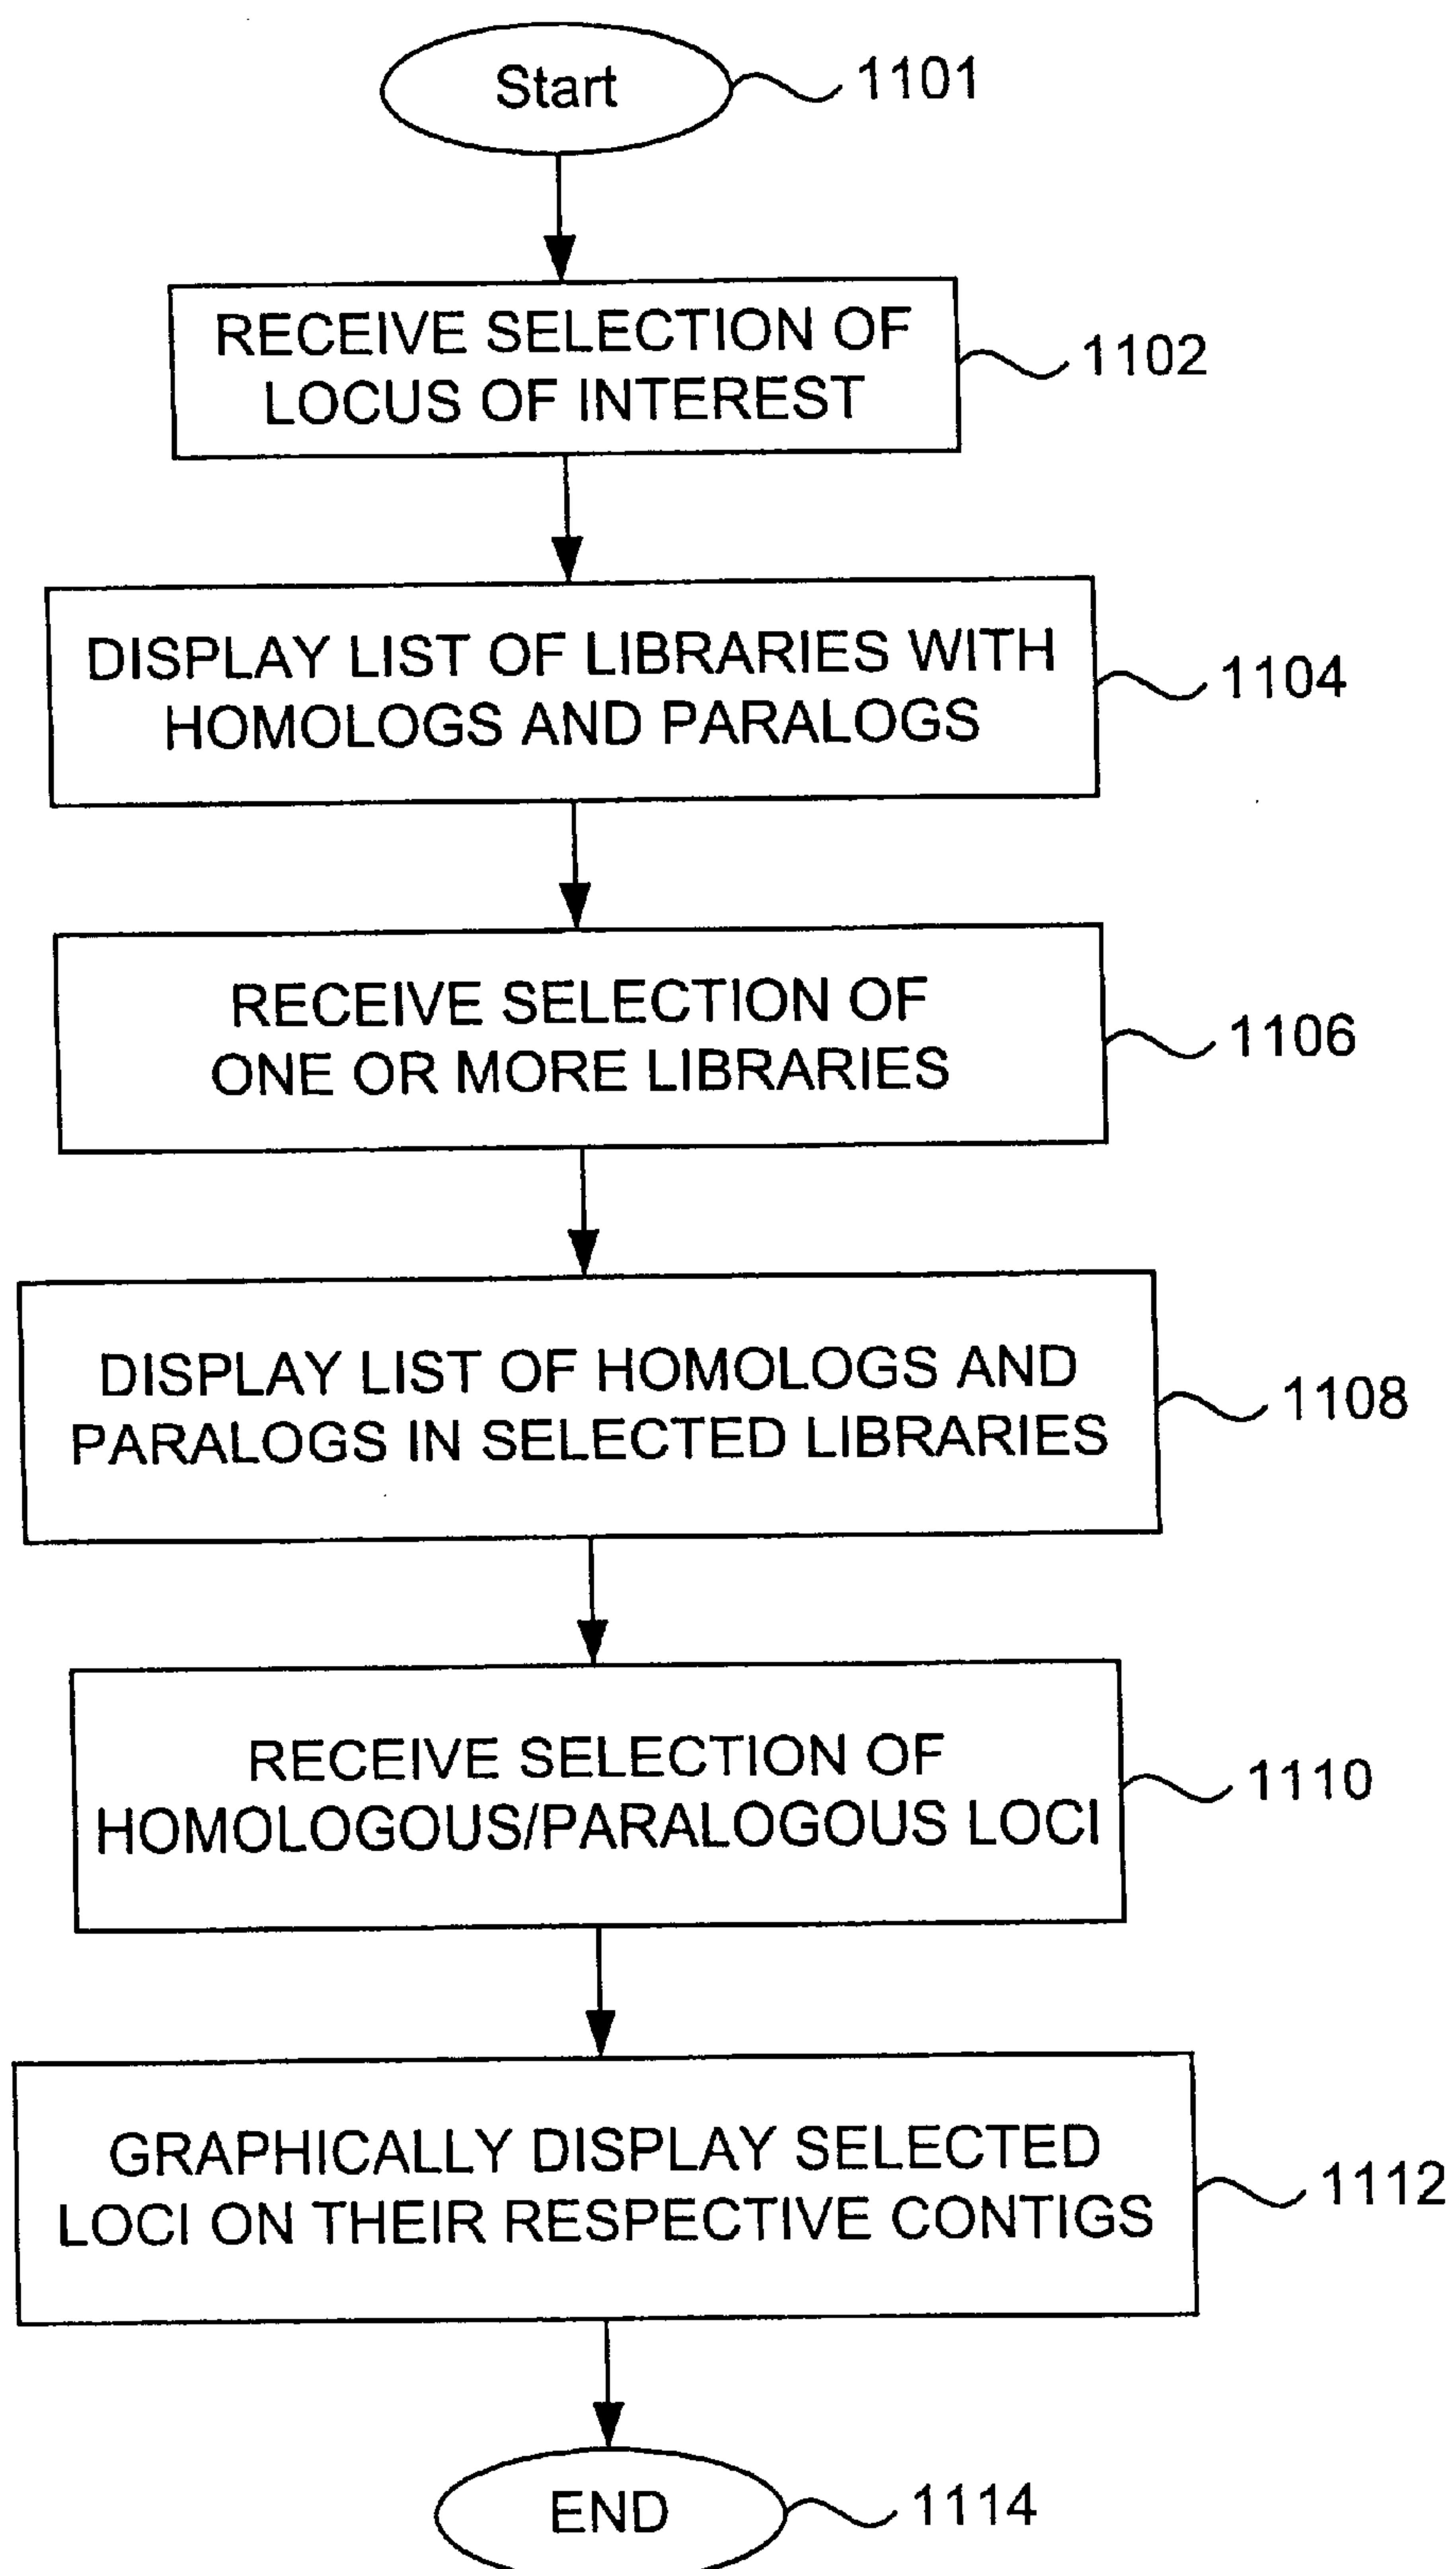 Start
1101
RECEIVE SELECTION OF
LOCUS OF INTEREST
1102
DISPLAY LIST OF LIBRARIES WITH
HOMOLOGS AND PARALOGS
1104
RECEIVE SELECTION OF
ONE OR MORE LIBRARIES
1106
DISPLAY LIST OF HOMOLOGS AND
PARALOGS IN SELECTED LIBRARIES
1108
RECEIVE SELECTION OF
HOMOLOGOUS/PARALOGOUS LOCI
1110
GRAPHICALLY DISPLAY SELECTED
LOCI ON THEIR RESPECTIVE CONTIGS
1112
END
1114